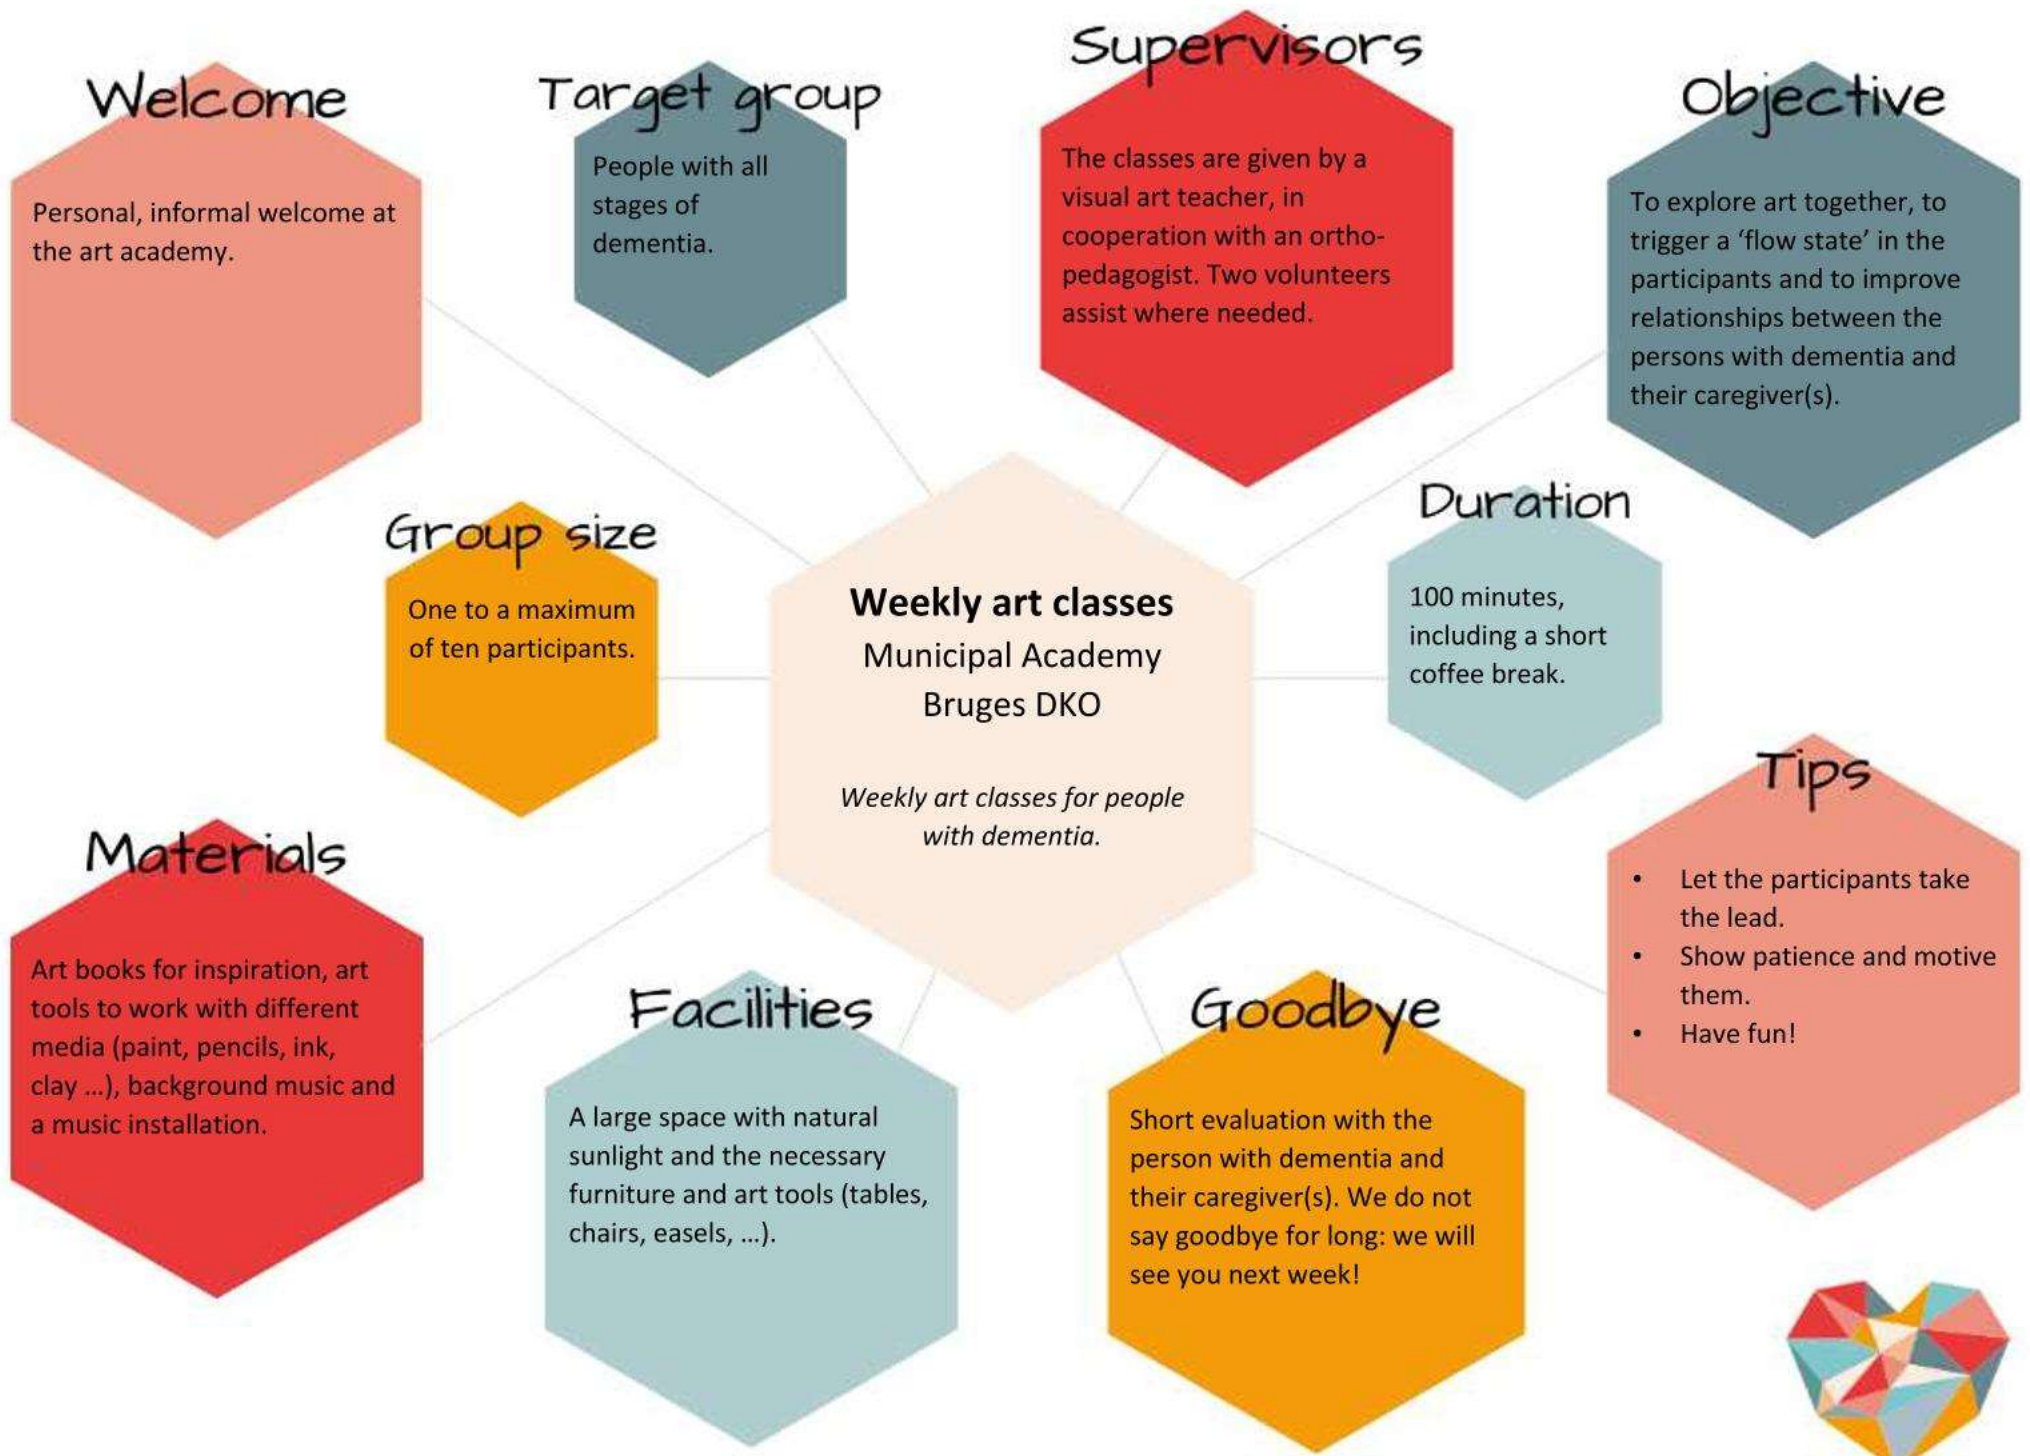 Welcome
Personal, informal welcome at
the art academy.
Target group
People with all
stages of
dementia.
Supervisors
The classes are given by a
visual art teacher, in
cooperation with an ortho-
pedagogist. Two volunteers
assist where needed.
Objective
To explore art together, to
trigger a ‘flow state’ in the
participants and to improve
relationships between the
persons with dementia and
their caregiver(s).
Group size
One to a maximum
of ten participants.
Weekly art classes
Municipal Academy
Bruges DKO
Weekly art classes for people
with dementia.
Duration
100 minutes,
including a short
coffee break.
Materials
Art books for inspiration, art
tools to work with different
media (paint, pencils, ink,
clay …), background music and
a music installation.
Facilities
A large space with natural
sunlight and the necessary
furniture and art tools (tables,
chairs, easels, …).
Goodbye
Short evaluation with the
person with dementia and
their caregiver(s). We do not
say goodbye for long: we will
see you next week!
Tips
• Let the participants take
the lead.
• Show patience and motive
them.
• Have fun!